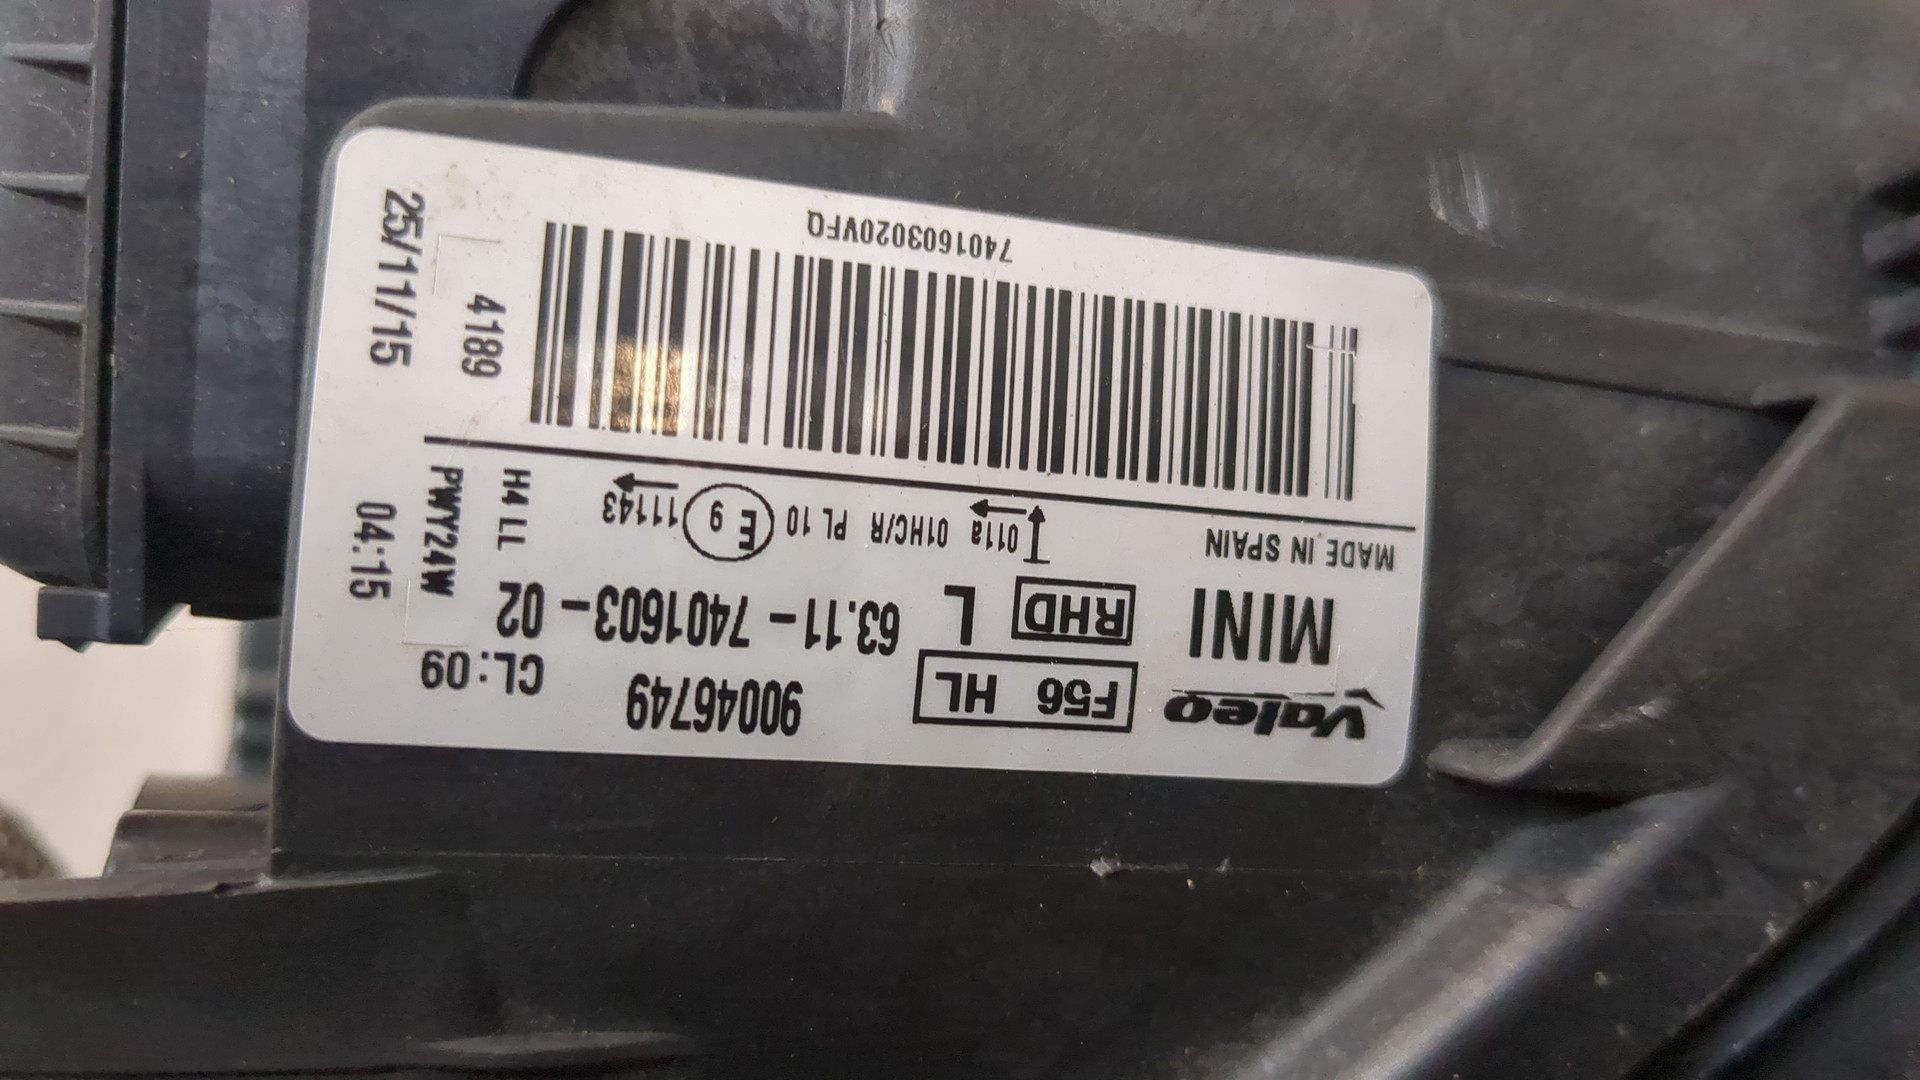 Valeo F56 HL 90046749 CL:09
MINI RHD L 63.11-7401603-02
MADE IN SPAIN 011a 01HC/R PL 10 E 9 11143 H4 LL
PWY24W
7401603020VFQ
4189
25/11/15 04:15